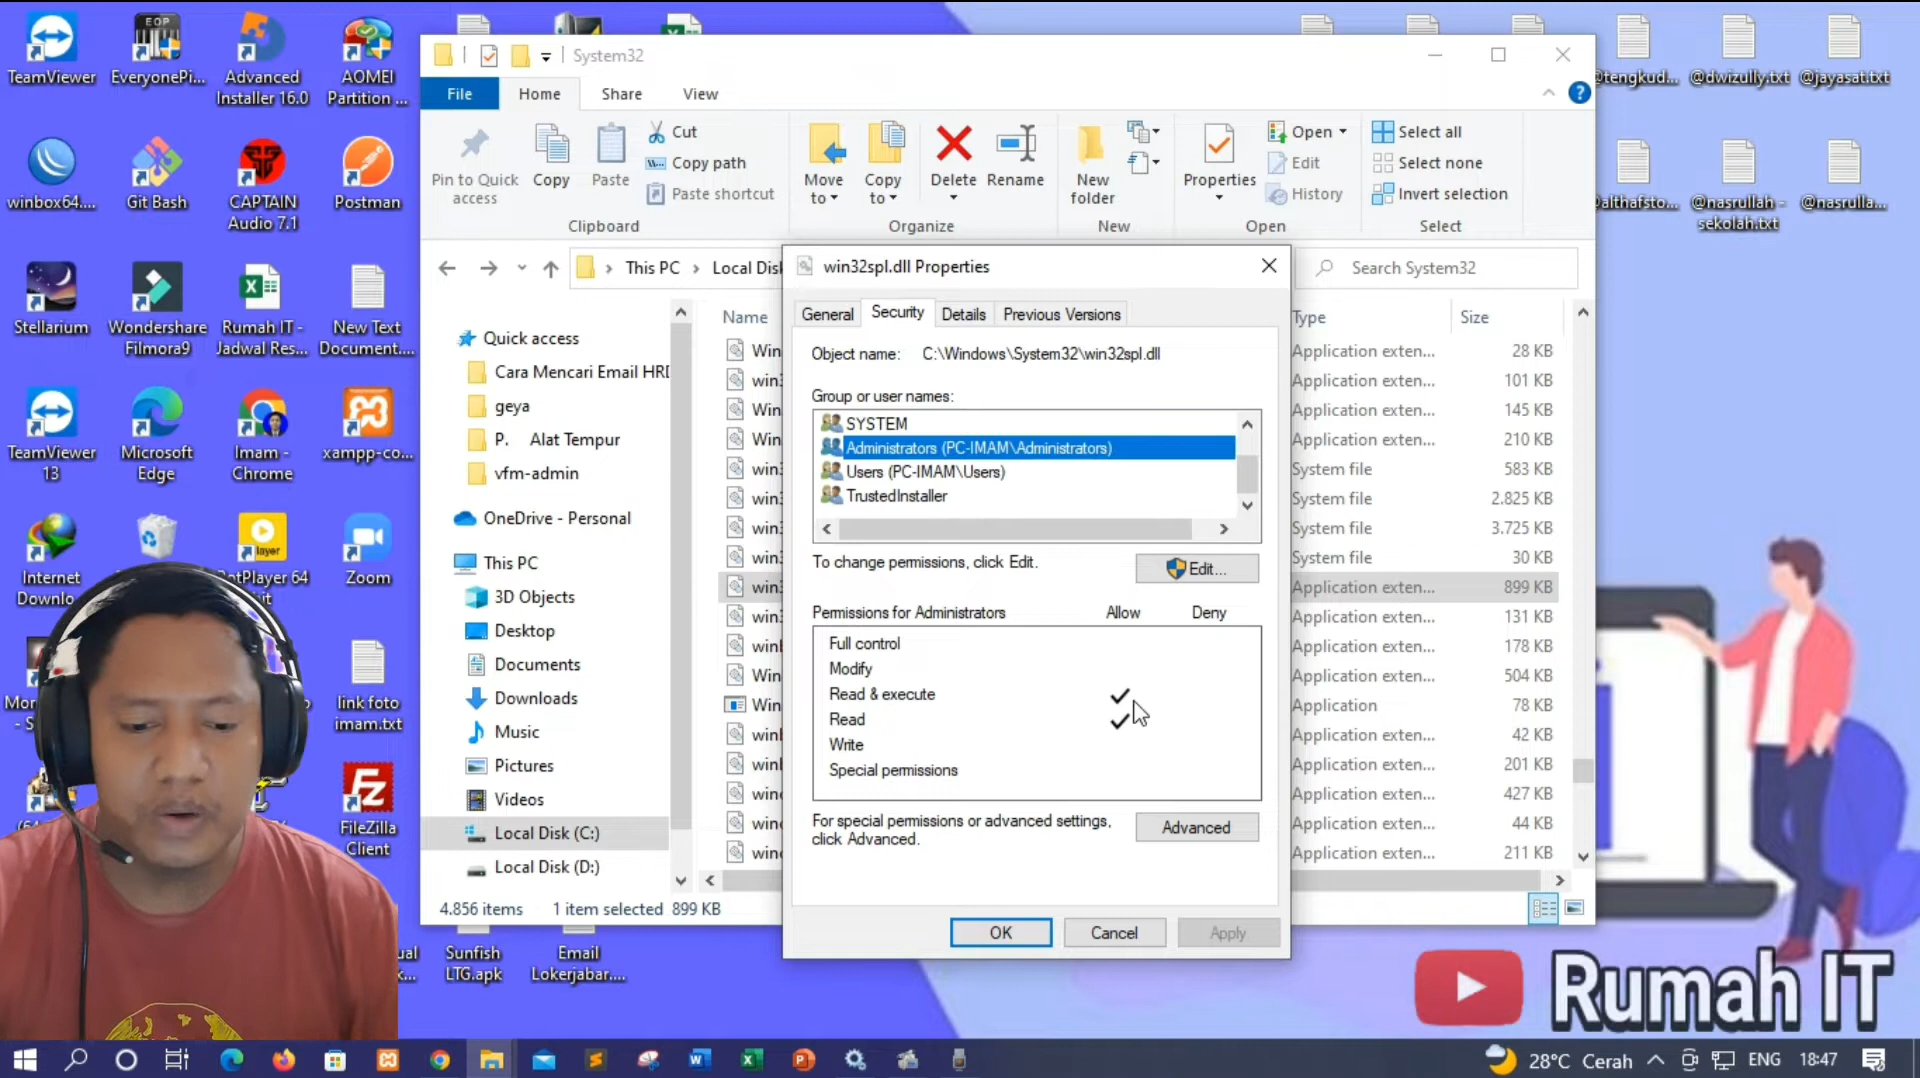 TeamViewer
EveryonePi...
Advanced
Installer 16.0
AOMEI
Partition ...
winbox64....
Git Bash
CAPTAIN
Audio 7.1
Postman
Stellarium
Wondershare
Filmora9
Rumah IT -
Jadwal Res...
New Text
Document....
TeamViewer
13
Microsoft
Edge
Imam -
Chrome
xampp-co...
Internet
Downlo...
Zoom
link foto
imam.txt
FileZilla
Client
Sunfish
LTG.apk
Email
Lokerjabar....
@tengkud...
@dwizully.txt
@jayasat.txt
@althafsto...
@nasrullah -
sekolah.txt
@nasrulla...
System32
File
Home
Share
View
Pin to Quick
access
Copy
Paste
Cut
Copy path
Paste shortcut
Clipboard
Move
to
Copy
to
Delete
Rename
Organize
New
folder
New
Properties
Open
Edit
History
Open
Select all
Select none
Invert selection
Select
This PC
Local Disk
Search System32
Quick access
Cara Mencari Email HRD
geya
P. Alat Tempur
vfm-admin
OneDrive - Personal
This PC
3D Objects
Desktop
Documents
Downloads
Music
Pictures
Videos
Local Disk (C:)
Local Disk (D:)
Name
Type
Size
Application exten... 28 KB
Application exten... 101 KB
Application exten... 145 KB
Application exten... 210 KB
System file 583 KB
System file 2.825 KB
System file 3.725 KB
System file 30 KB
Application exten... 899 KB
Application exten... 131 KB
Application exten... 178 KB
Application exten... 504 KB
Application 78 KB
Application exten... 42 KB
Application exten... 201 KB
Application exten... 427 KB
Application exten... 44 KB
Application exten... 211 KB
4.856 items
1 item selected 899 KB
win32spl.dll Properties
General
Security
Details
Previous Versions
Object name: C:\Windows\System32\win32spl.dll
Group or user names:
SYSTEM
Administrators (PC-IMAM\Administrators)
Users (PC-IMAM\Users)
TrustedInstaller
To change permissions, click Edit.
Edit...
Permissions for Administrators
Allow
Deny
Full control
Modify
Read & execute
Read
Write
Special permissions
For special permissions or advanced settings,
click Advanced.
Advanced
OK
Cancel
Apply
Rumah IT
28°C Cerah
ENG
18:47